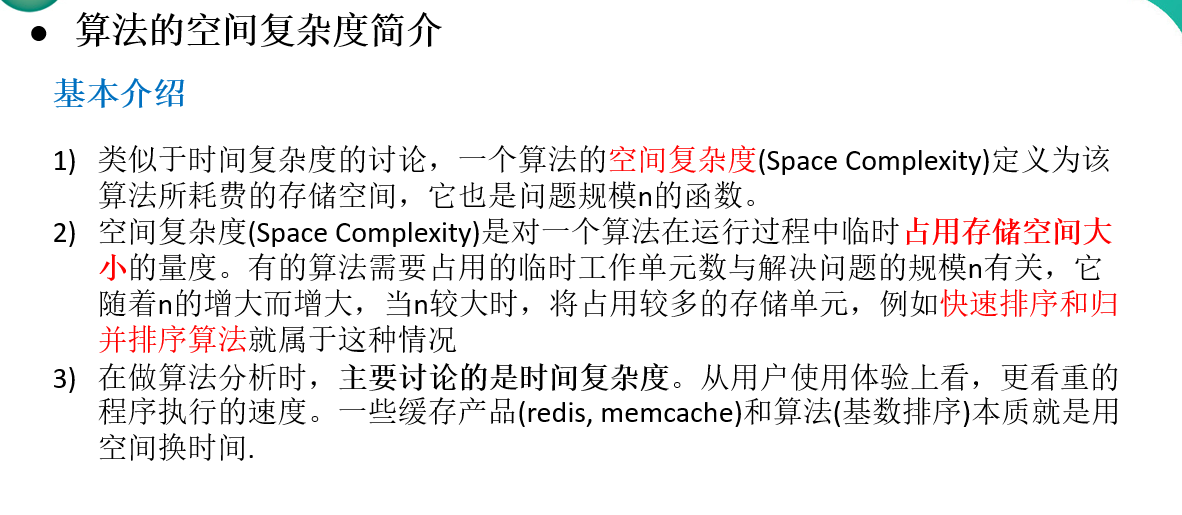 ● 算法的空间复杂度简介
基本介绍
1) 类似于时间复杂度的讨论，一个算法的空间复杂度(Space Complexity)定义为该
算法所耗费的存储空间，它也是问题规模n的函数。
2) 空间复杂度(Space Complexity)是对一个算法在运行过程中临时占用存储空间大
小的量度。有的算法需要占用的临时工作单元数与解决问题的规模n有关，它
随着n的增大而增大，当n较大时，将占用较多的存储单元，例如快速排序和归
并排序算法就属于这种情况
3) 在做算法分析时，主要讨论的是时间复杂度。从用户使用体验上看，更看重的
程序执行的速度。一些缓存产品(redis, memcache)和算法(基数排序)本质就是用
空间换时间.